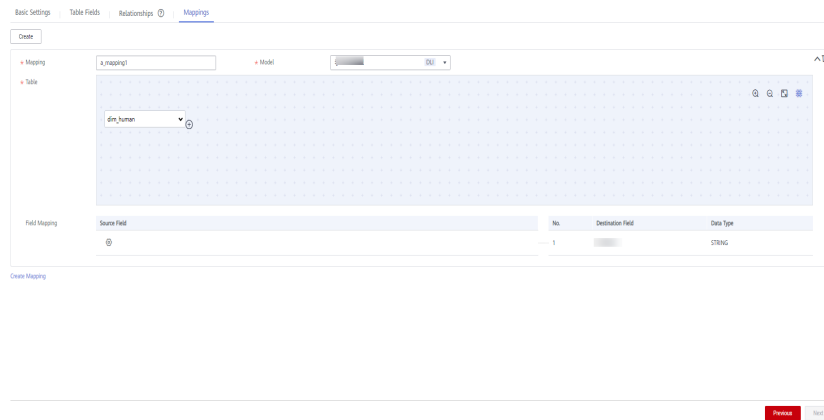 Basic Settings Table Fields Relationships ? Mappings
Create
* Mapping a_mapping1 * Model DLI
* Table
dim_human
Field Mapping Source Field No. Destination Field Data Type
1 STRING
Create Mapping
Previous Next